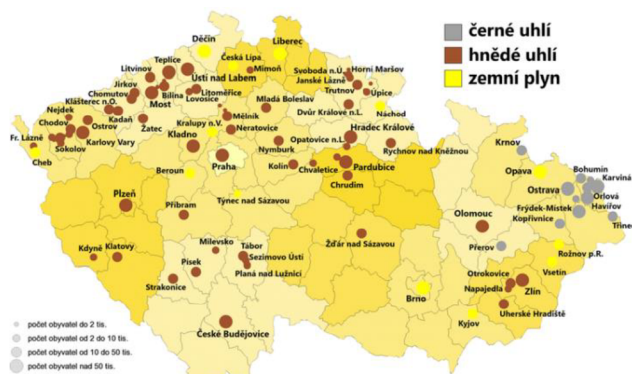 černé uhlí
hnědé uhlí
zemní plyn
Děčín
Liberec
Teplice
Česká Lípa
Mimoň
Litvínov
Ústí nad Labem
Svoboda n.Ú.
Horní Maršov
Janské Lázně
Jirkov
Bílina
Litoměřice
Trutnov
Úpice
Chomutov
Most
Lovosice
Klášterec n.O.
Mělník
Mladá Boleslav
Dvůr Králové n.L.
Náchod
Nejdek
Kadaň
Kralupy n.V.
Chodov
Ostrov
Žatec
Neratovice
Hradec Králové
Fr. Lázně
Karlovy Vary
Kladno
Opatovice n.L.
Krnov
Sokolov
Nymburk
Rychnov nad Kněžnou
Bohumín
Cheb
Praha
Kolín
Chvaletice
Pardubice
Karviná
Beroun
Opava
Chrudim
Ostrava
Orlová
Plzeň
Týnec nad Sázavou
Frýdek-Místek
Havířov
Příbram
Olomouc
Kopřivnice
Třinec
Milevsko
Žďár nad Sázavou
Přerov
Kdyně
Klatovy
Tábor
Rožnov p.R.
Písek
Sezimovo Ústí
Otrokovice
Vsetín
Strakonice
Planá nad Lužnicí
Napajedla
Zlín
Brno
Uherské Hradiště
České Budějovice
Kyjov
počet obyvatel do 2 tis.
počet obyvatel od 2 do 10 tis.
počet obyvatel od 10 do 50 tis.
počet obyvatel nad 50 tis.